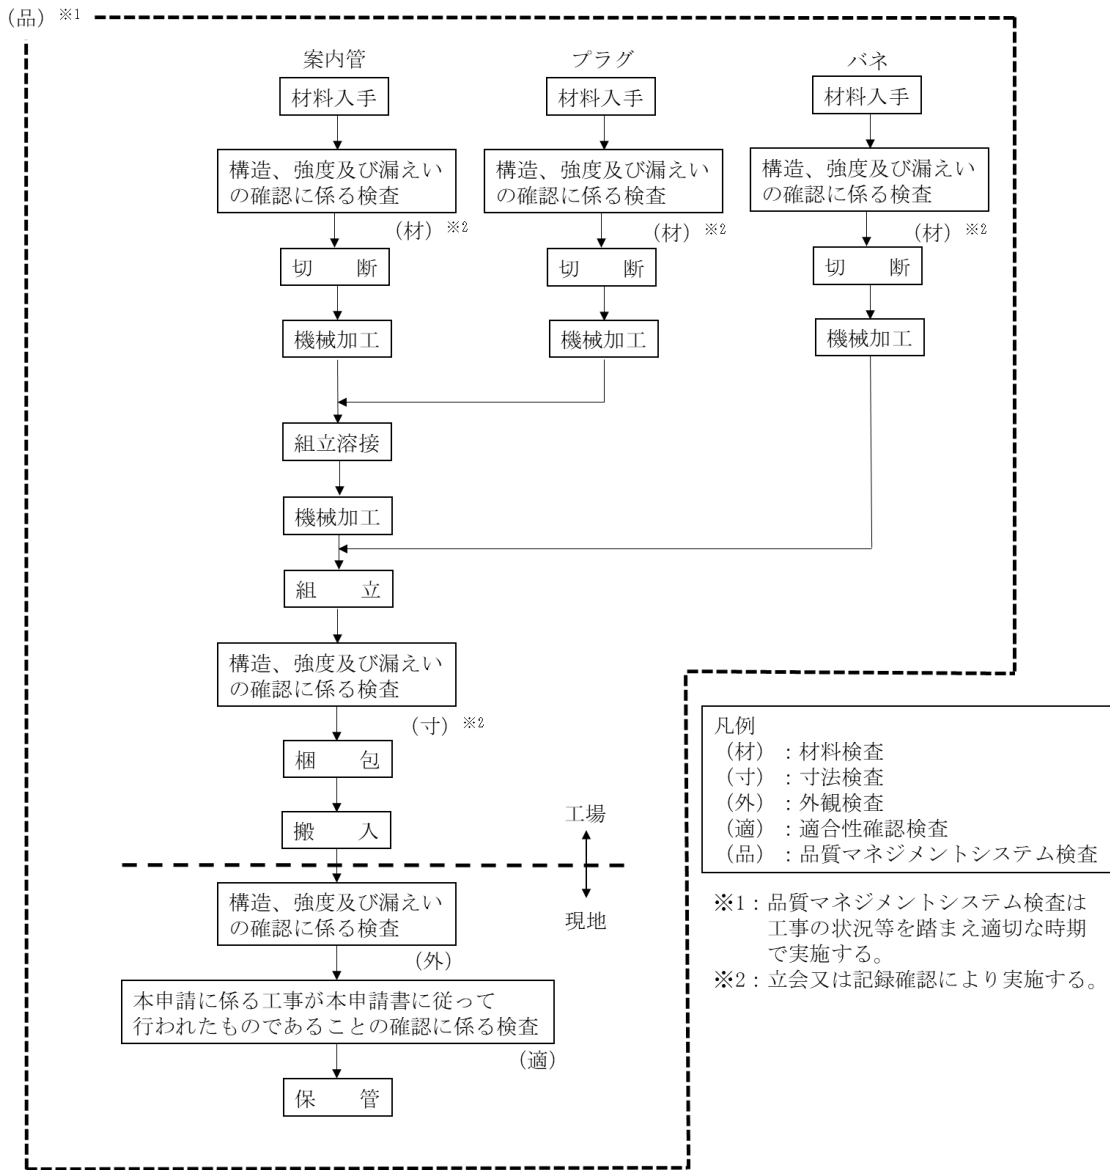 (品) ※1
案内管
プラグ
バネ
材料入手
材料入手
材料入手
構造、強度及び漏えい
の確認に係る検査
構造、強度及び漏えい
の確認に係る検査
構造、強度及び漏えい
の確認に係る検査
(材) ※2
(材) ※2
(材) ※2
切　断
切　断
切　断
機械加工
機械加工
機械加工
組立溶接
機械加工
組　立
構造、強度及び漏えい
の確認に係る検査
(寸) ※2
梱　包
搬　入
工場
現地
構造、強度及び漏えい
の確認に係る検査
(外)
本申請に係る工事が本申請書に従って
行われたものであることの確認に係る検査
(適)
保　管
凡例
(材) : 材料検査
(寸) : 寸法検査
(外) : 外観検査
(適) : 適合性確認検査
(品) : 品質マネジメントシステム検査
※1: 品質マネジメントシステム検査は
工事の状況等を踏まえ適切な時期
で実施する。
※2: 立会又は記録確認により実施する。